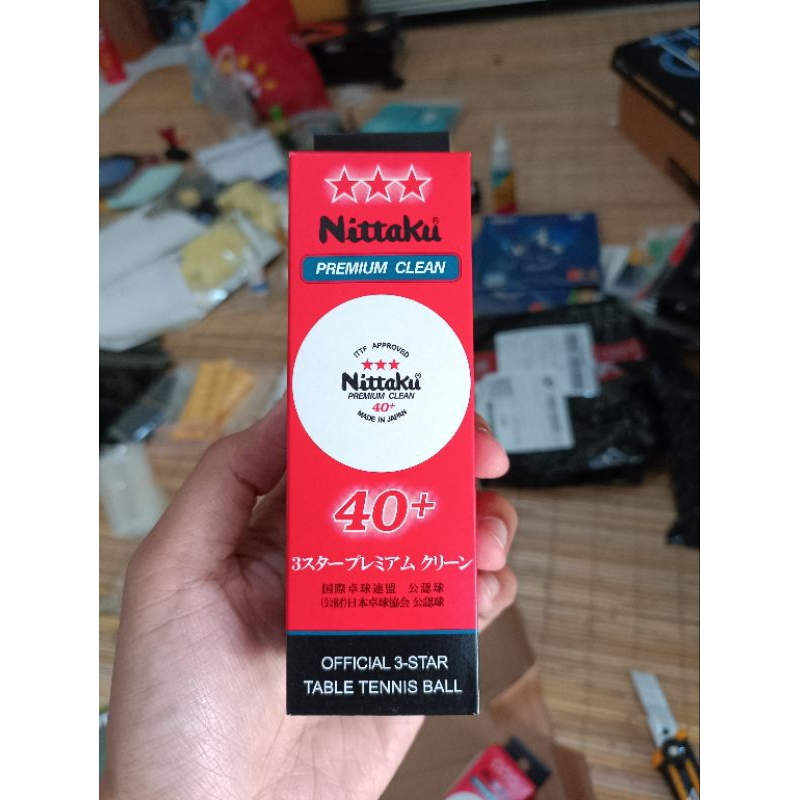 Nittaku®
PREMIUM CLEAN
ITTF APPROVED
Nittaku®
PREMIUM CLEAN
40+
MADE IN JAPAN
40+
3スタープレミアム クリーン
国際卓球連盟 公認球
(公財)日本卓球協会 公認球
OFFICIAL 3-STAR
TABLE TENNIS BALL